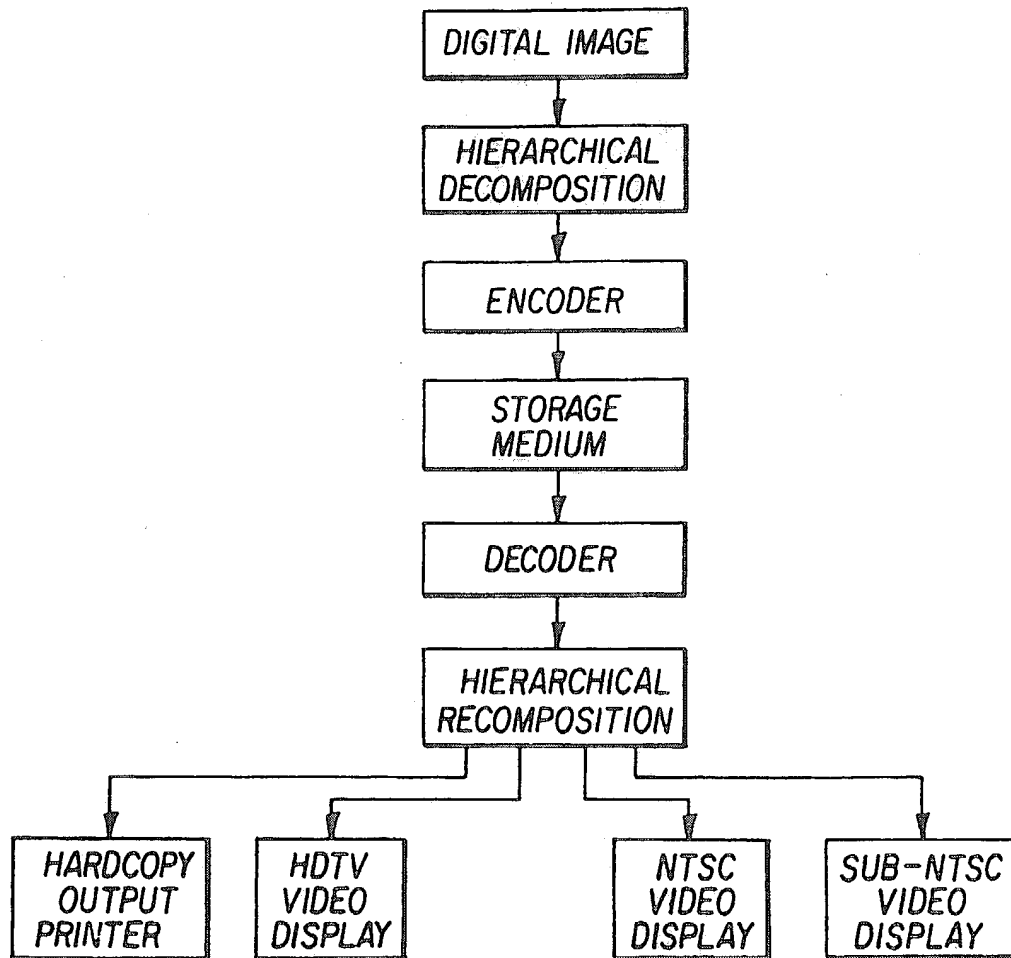 DIGITAL IMAGE
HIERARCHICAL
DECOMPOSITION
ENCODER
STORAGE
MEDIUM
DECODER
HIERARCHICAL
RECOMPOSITION
HARDCOPY
OUTPUT
PRINTER
HDTV
VIDEO
DISPLAY
NTSC
VIDEO
DISPLAY
SUB-NTSC
VIDEO
DISPLAY